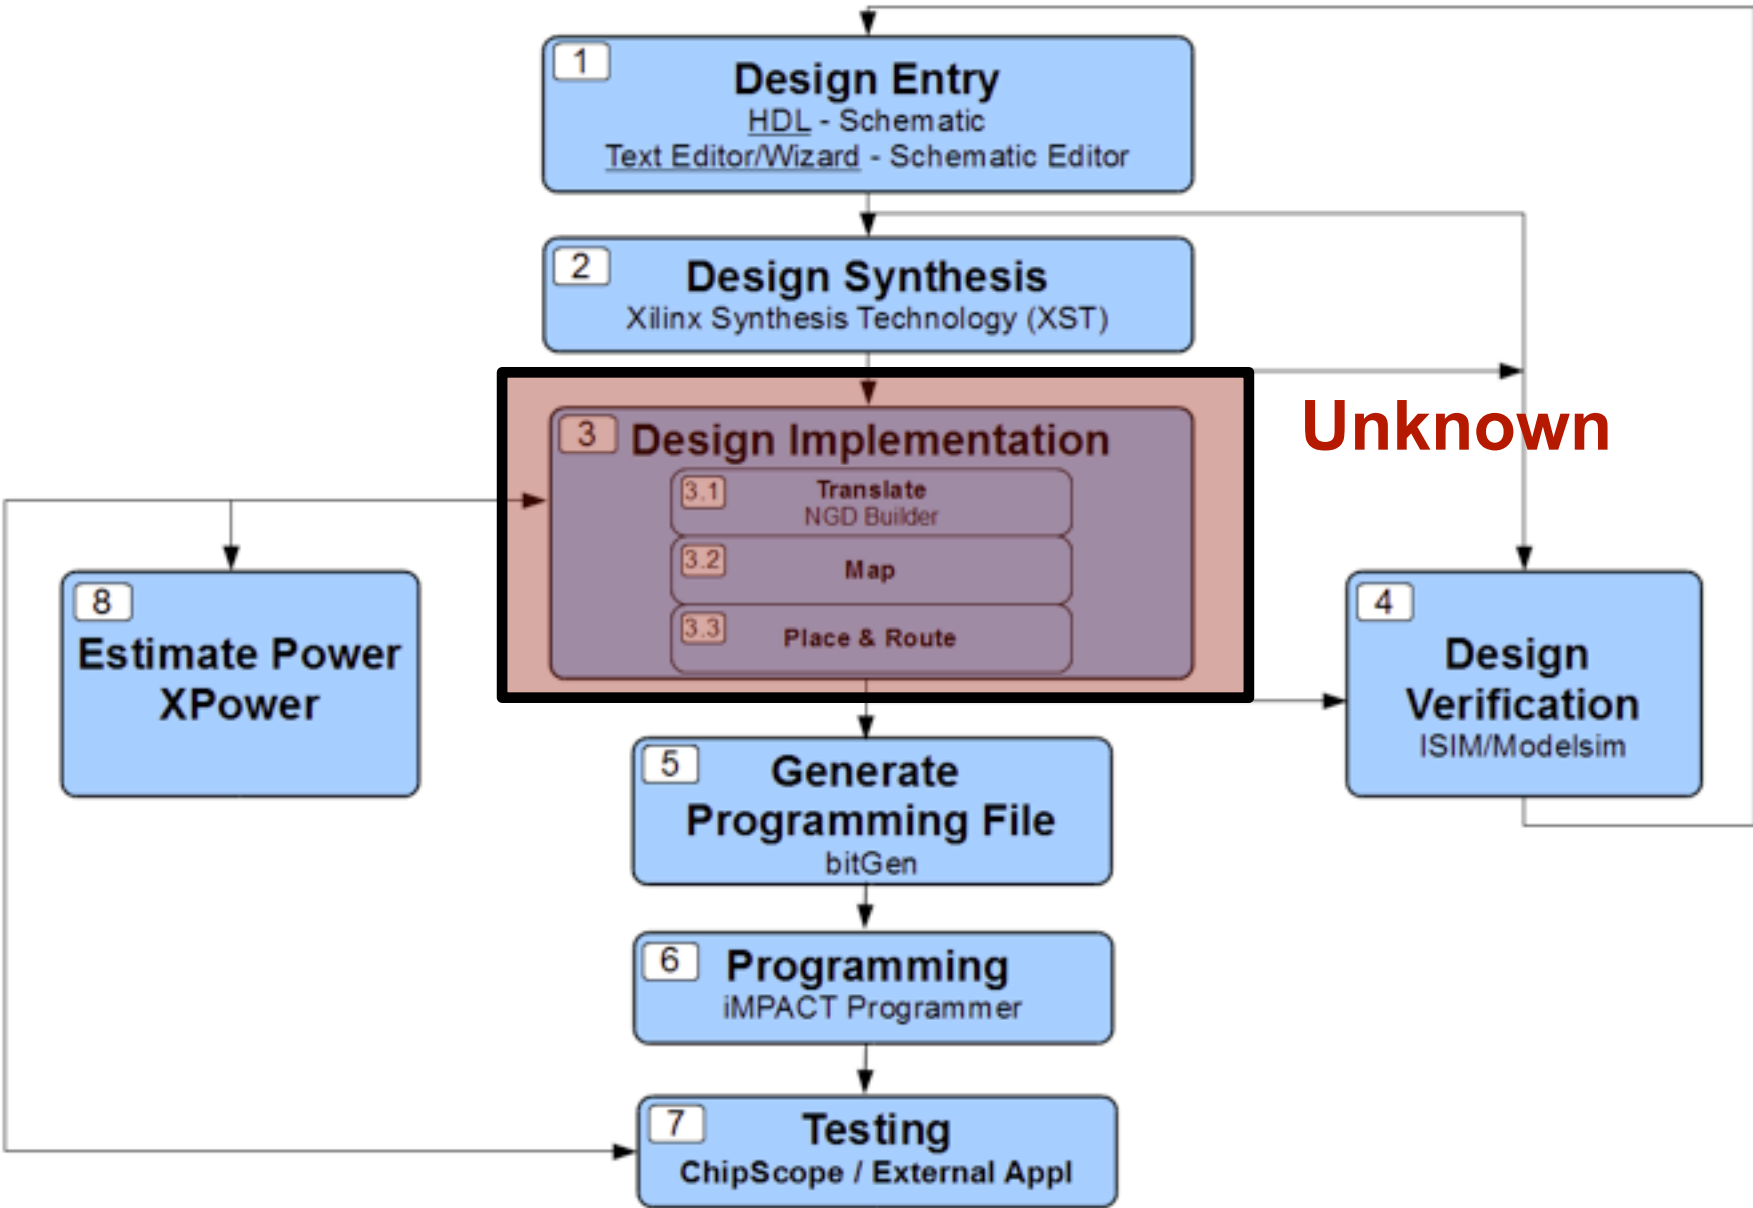 1
Design Entry
HDL - Schematic
Text Editor/Wizard - Schematic Editor
2
Design Synthesis
Xilinx Synthesis Technology (XST)
3
Design Implementation
Unknown
3.1
Translate
NGD Builder
3.2
Map
3.3
Place & Route
8
Estimate Power
XPower
4
Design
Verification
ISIM/Modelsim
5
Generate
Programming File
bitGen
6
Programming
iMPACT Programmer
7
Testing
ChipScope / External Appl